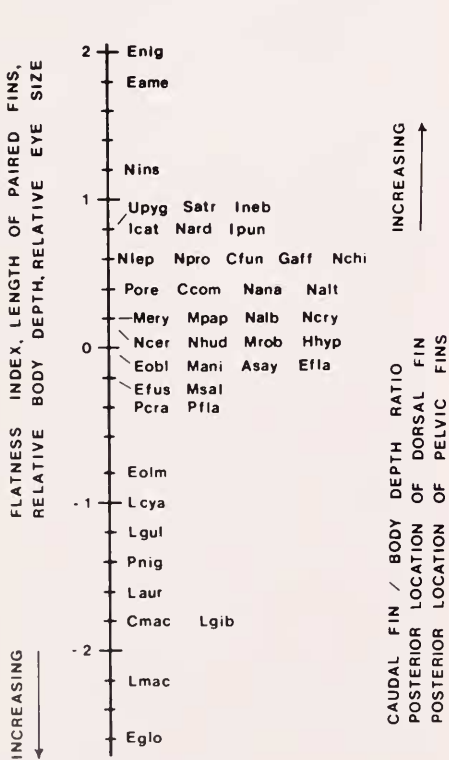 FLATNESS INDEX, LENGTH OF PAIRED FINS,
RELATIVE BODY DEPTH, RELATIVE EYE SIZE
INCREASING
2 Enig
Eame
Nins
1
Upyg Satr Ineb
Icat Nard Ipun
Nlep Npro Cfun Gaff Nchi
Pore Ccom Nana Nalt
Mery Mpap Nalb Ncry
0 Ncer Nhud Mrob Hhyp
Eobl Mani Asay Efla
Efus Msal
Pcra Pfla
Eolm
-1 Lcya
Lgul
Pnig
Laur
Cmac Lgib
-2
Lmac
Eglo
INCREASING
CAUDAL FIN / BODY DEPTH RATIO
POSTERIOR LOCATION OF DORSAL FIN
POSTERIOR LOCATION OF PELVIC FINS